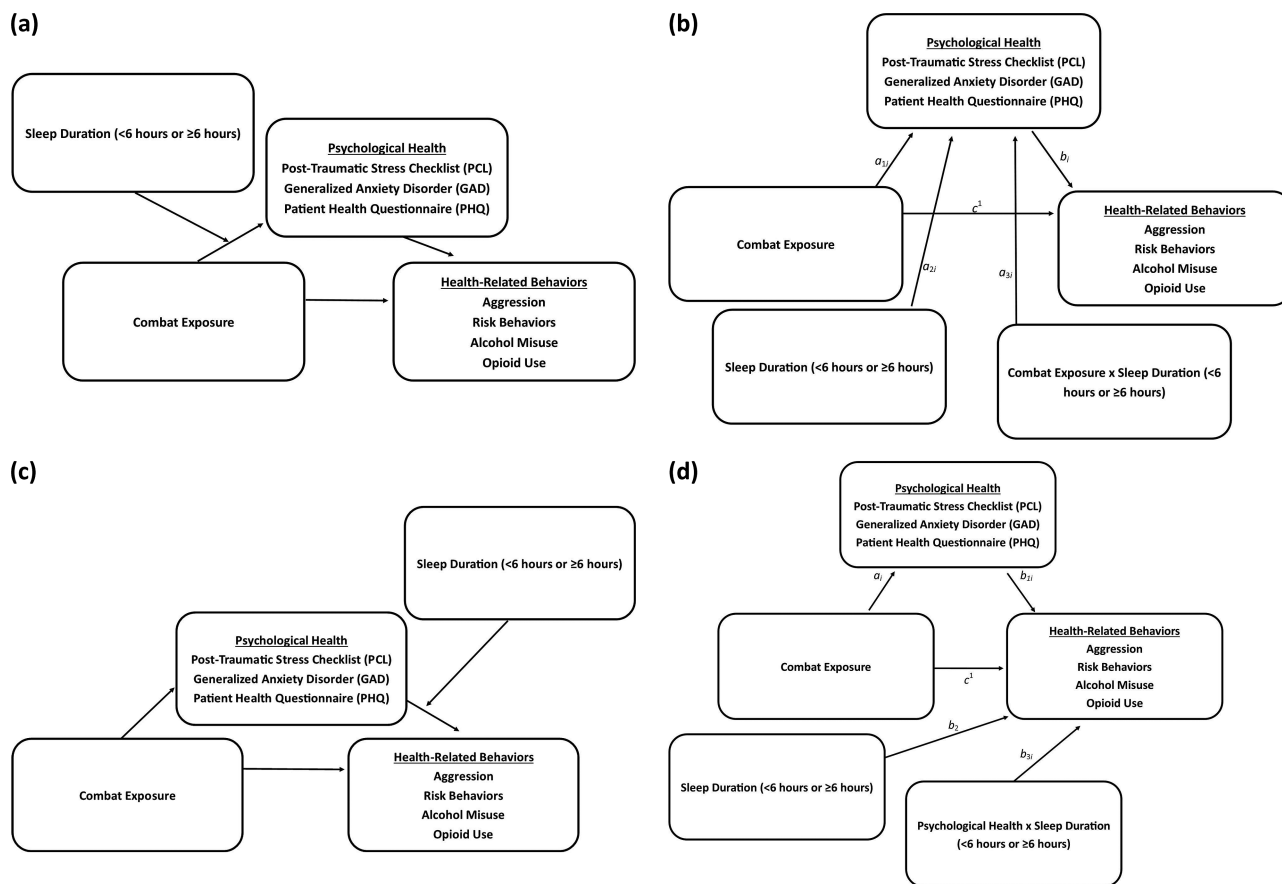 (a)
Sleep Duration (<6 hours or ≥6 hours)
Psychological Health
Post-Traumatic Stress Checklist (PCL)
Generalized Anxiety Disorder (GAD)
Patient Health Questionnaire (PHQ)
Combat Exposure
Health-Related Behaviors
Aggression
Risk Behaviors
Alcohol Misuse
Opioid Use
(b)
Psychological Health
Post-Traumatic Stress Checklist (PCL)
Generalized Anxiety Disorder (GAD)
Patient Health Questionnaire (PHQ)
a1i
bi
Combat Exposure
c1
Health-Related Behaviors
Aggression
Risk Behaviors
Alcohol Misuse
Opioid Use
a2i
a3i
Sleep Duration (<6 hours or ≥6 hours)
Combat Exposure x Sleep Duration (<6
hours or ≥6 hours)
(c)
Sleep Duration (<6 hours or ≥6 hours)
Psychological Health
Post-Traumatic Stress Checklist (PCL)
Generalized Anxiety Disorder (GAD)
Patient Health Questionnaire (PHQ)
Combat Exposure
Health-Related Behaviors
Aggression
Risk Behaviors
Alcohol Misuse
Opioid Use
(d)
Psychological Health
Post-Traumatic Stress Checklist (PCL)
Generalized Anxiety Disorder (GAD)
Patient Health Questionnaire (PHQ)
ai
b1i
Combat Exposure
c1
Health-Related Behaviors
Aggression
Risk Behaviors
Alcohol Misuse
Opioid Use
b2
b3i
Sleep Duration (<6 hours or ≥6 hours)
Psychological Health x Sleep Duration
(<6 hours or ≥6 hours)